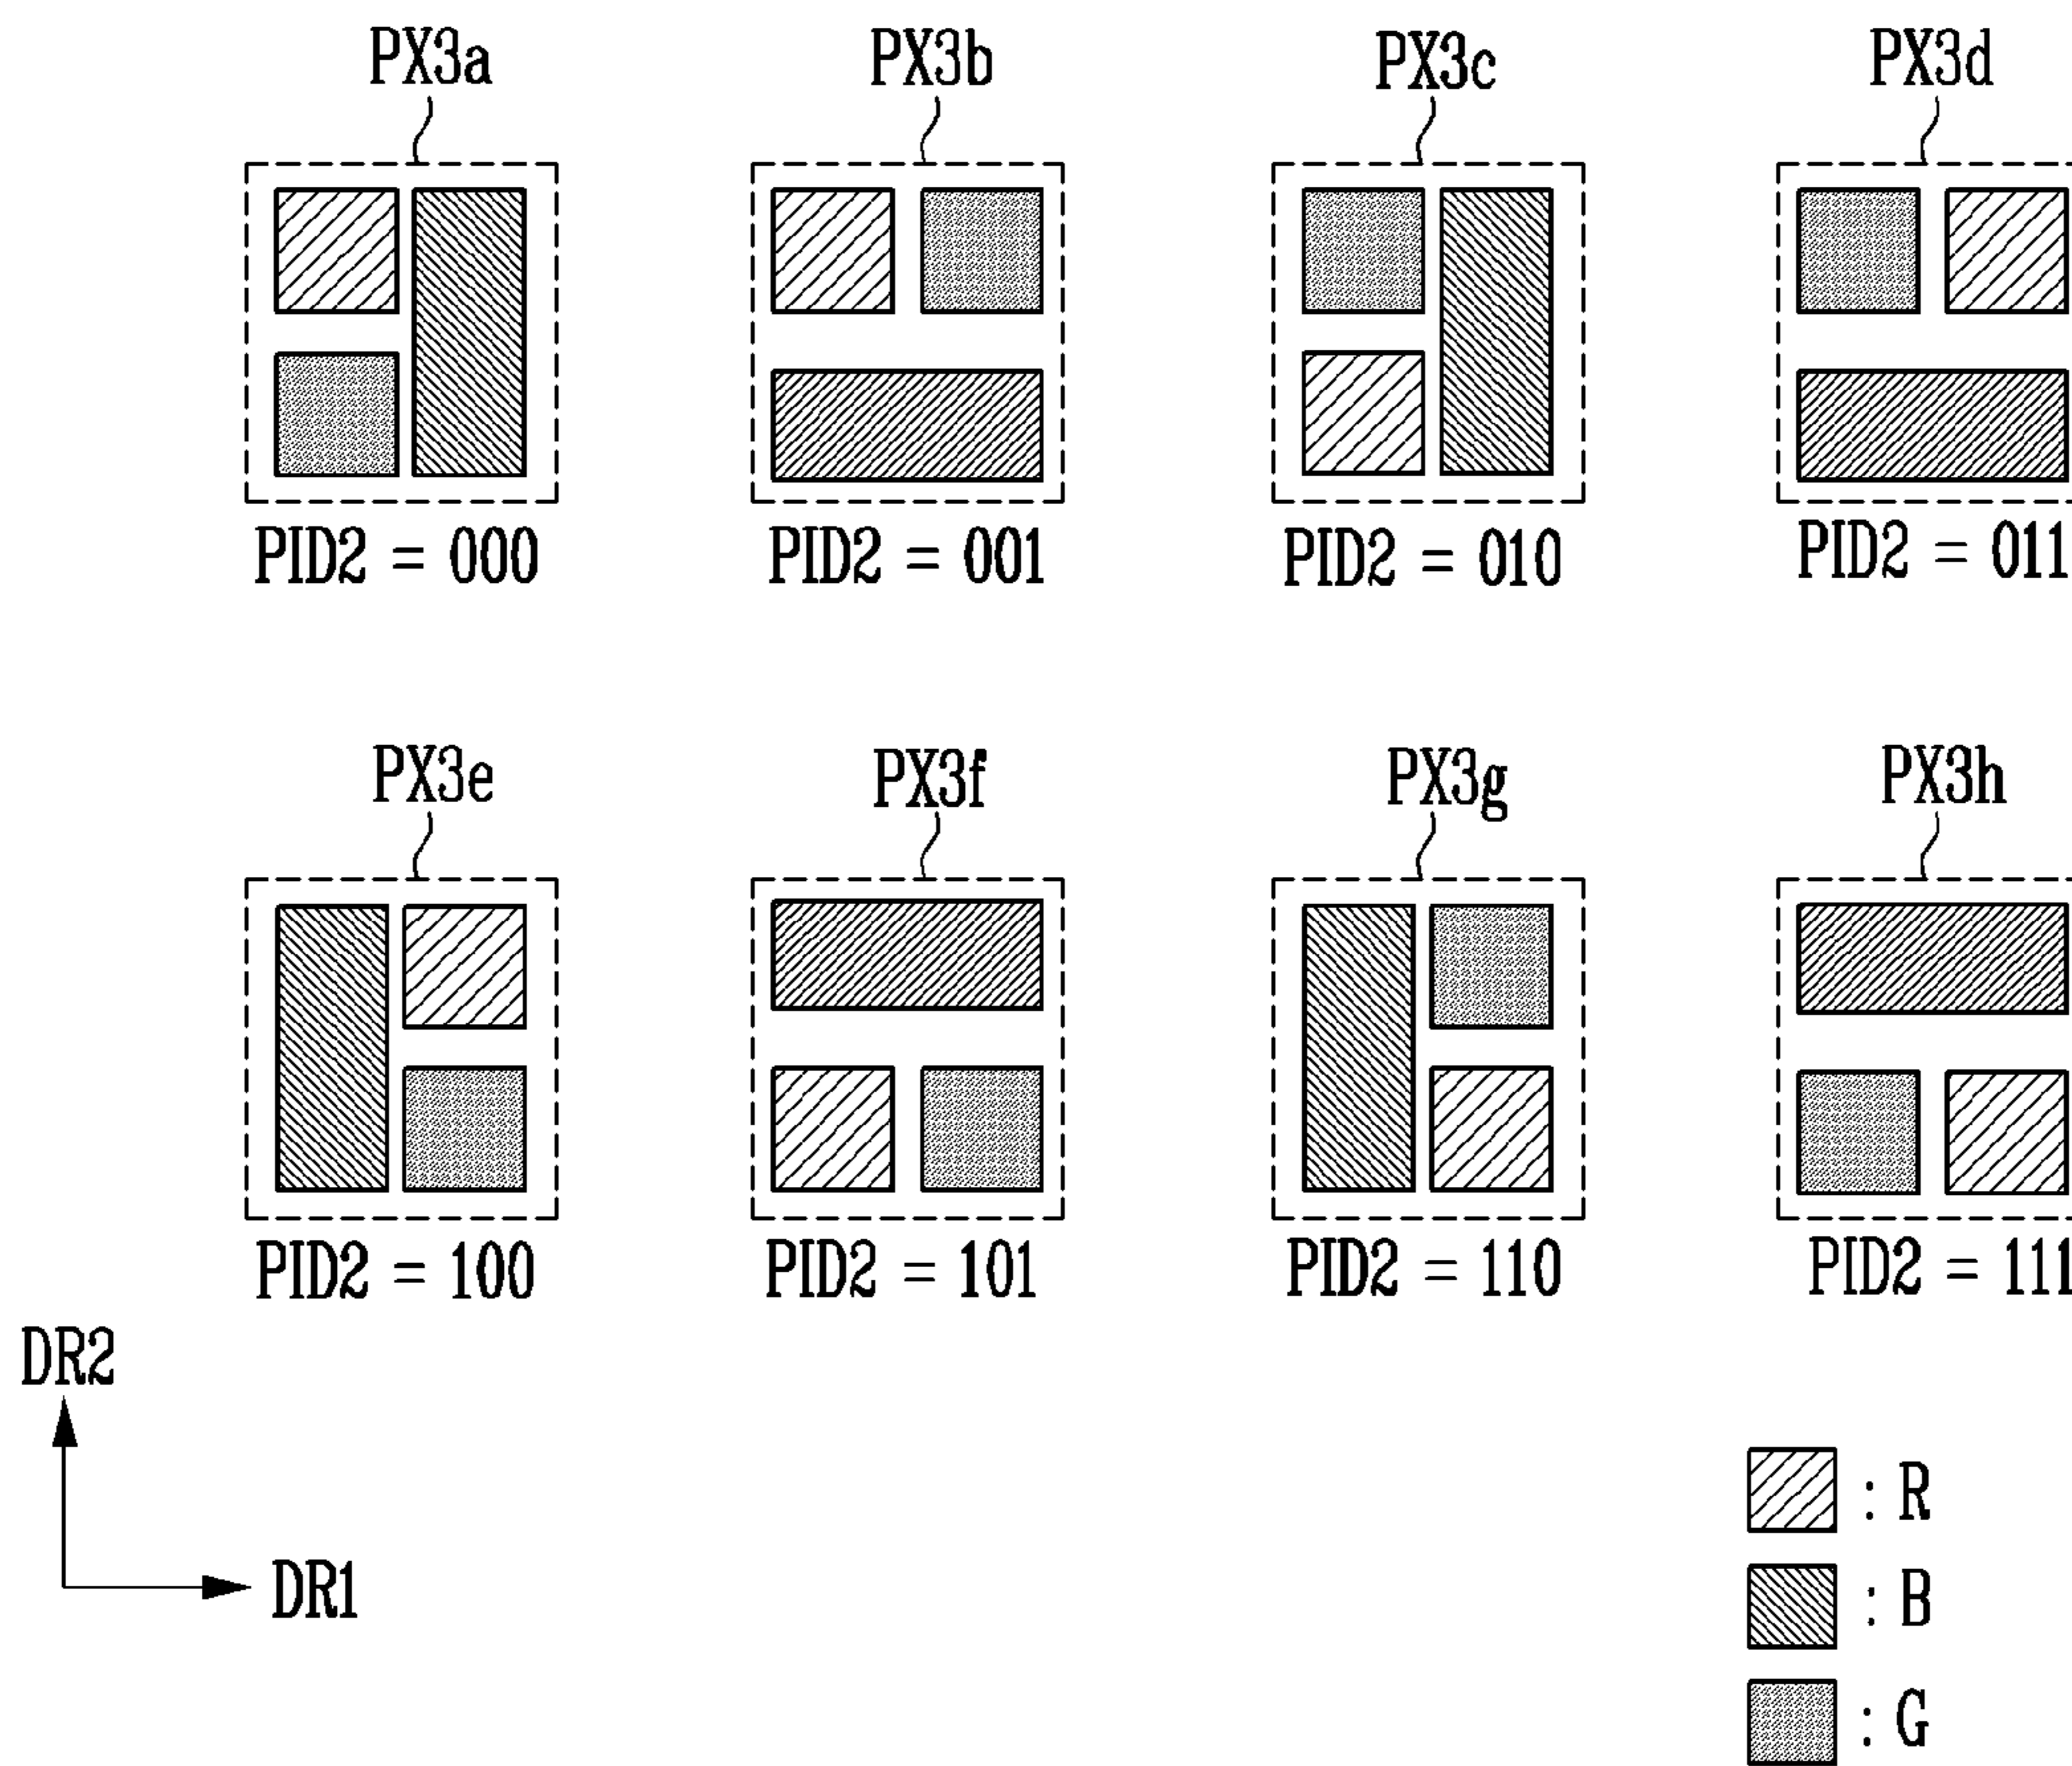 PX3a PX3b PX3c PX3d
PID2 = 000 PID2 = 001 PID2 = 010 PID2 = 011
PX3e PX3f PX3g PX3h
PID2 = 100 PID2 = 101 PID2 = 110 PID2 = 111
DR2
DR1
: R
: B
: G